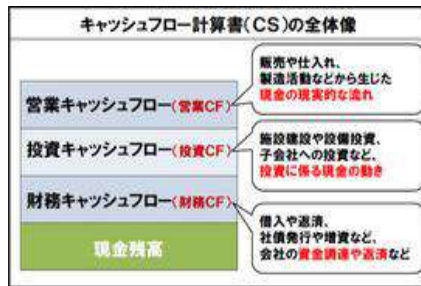 キャッシュフロー計算書(CS)の全体像
営業キャッシュフロー(営業CF)
販売や仕入れ、
製造活動などから生じた
現金の現実的な流れ
投資キャッシュフロー(投資CF)
施設建設や設備投資、
子会社への投資など、
投資に係る現金の動き
財務キャッシュフロー(財務CF)
借入や返済、
社債発行や増資など、
会社の資金調達や返済など
現金残高